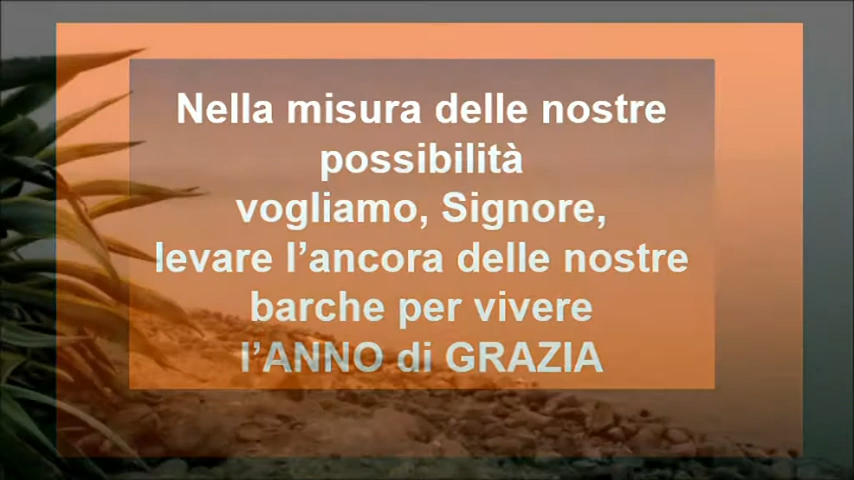 Nella misura delle nostre
possibilità
vogliamo, Signore,
levare l’ancora delle nostre
barche per vivere
l’ANNO di GRAZIA